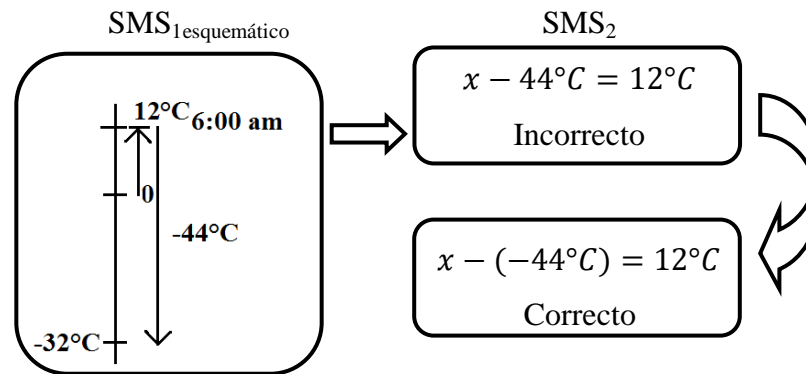 SMS1esquemático
SMS2
12°C 6:00 am
0
-44°C
-32°C
x − 44°C = 12°C
Incorrecto
x − (−44°C) = 12°C
Correcto